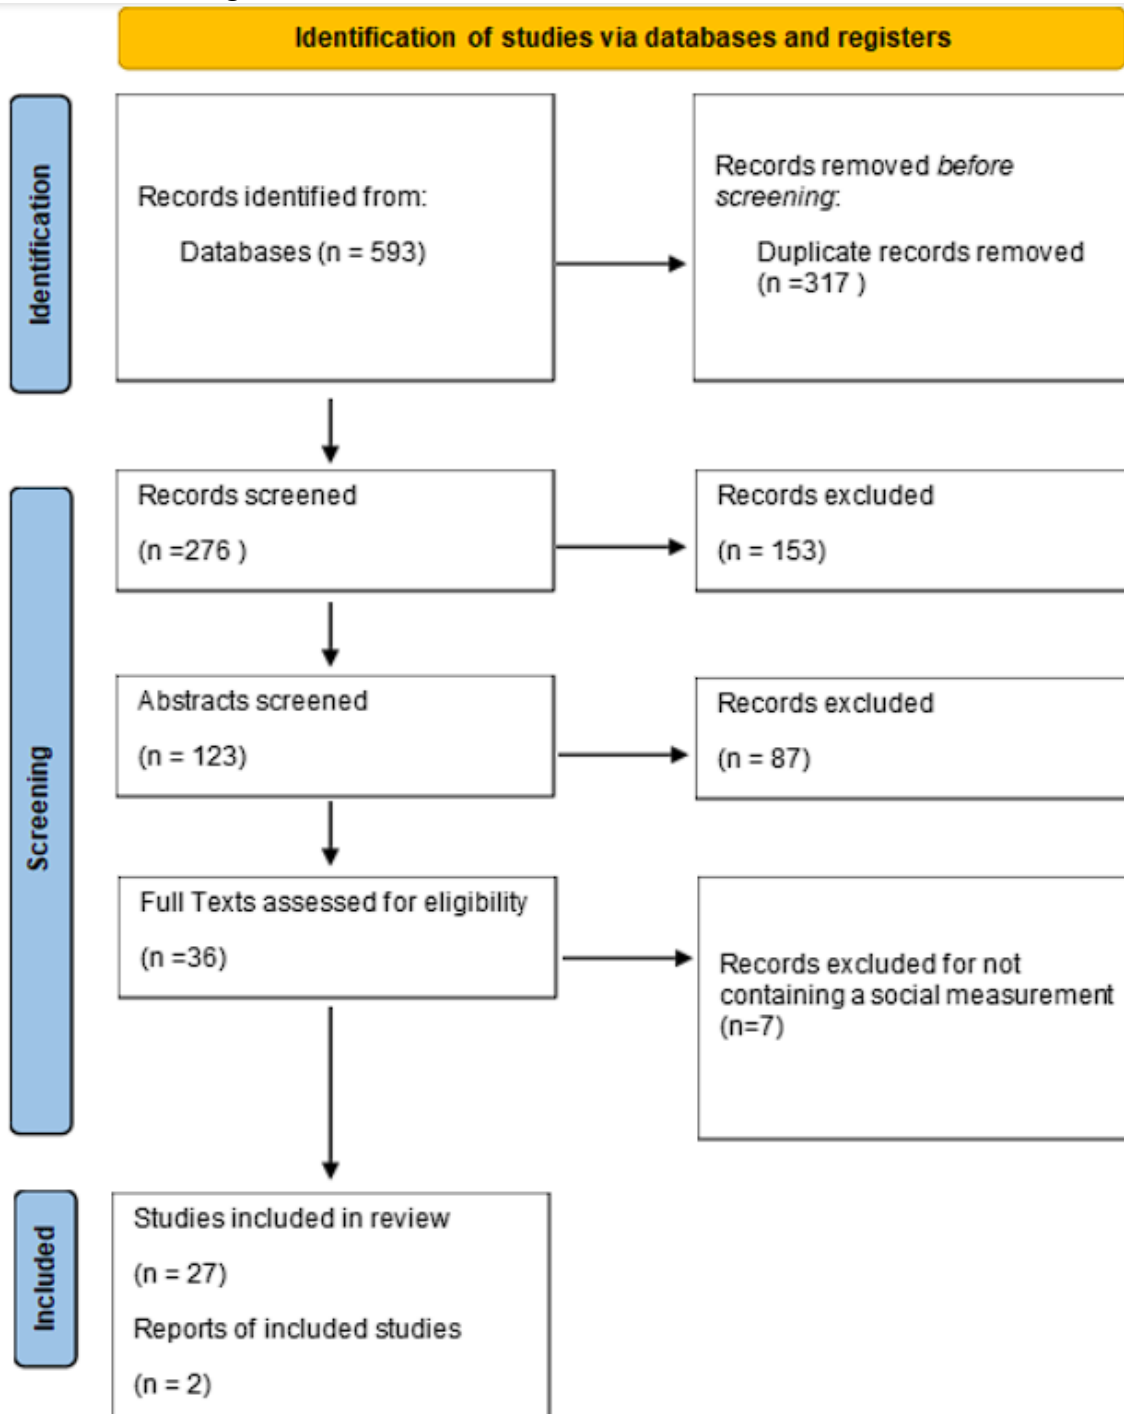 Identification of studies via databases and registers
Identification
Records identified from:
Databases (n = 593)
Records removed before
screening:
Duplicate records removed
(n =317 )
Screening
Records screened
(n =276 )
Records excluded
(n = 153)
Abstracts screened
(n = 123)
Records excluded
(n = 87)
Full Texts assessed for eligibility
(n =36)
Records excluded for not
containing a social measurement
(n=7)
Included
Studies included in review
(n = 27)
Reports of included studies
(n = 2)